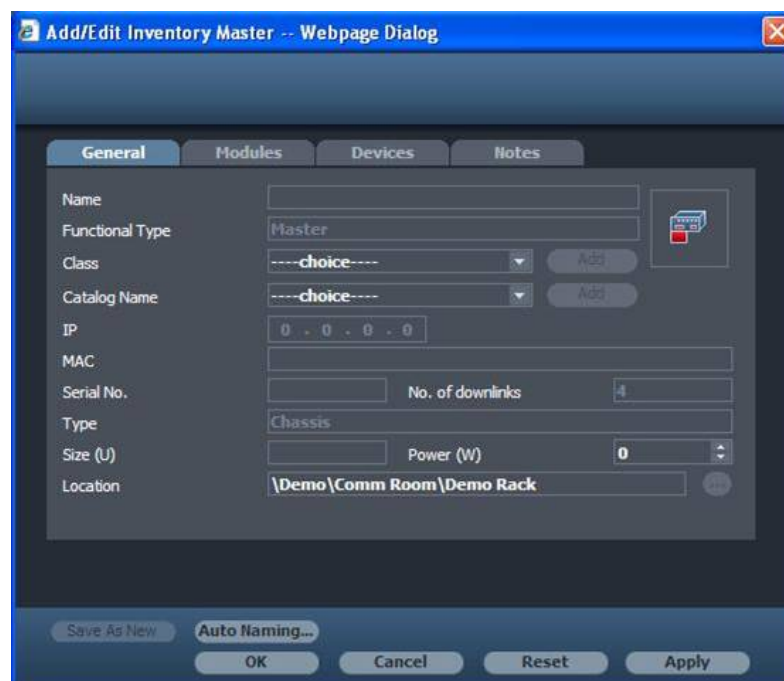 Add/Edit Inventory Master -- Webpage Dialog
General Modules Devices Notes
Name
Functional Type Master
Class ----choice---- Add
Catalog Name ----choice---- Add
IP 0 . 0 . 0 . 0
MAC
Serial No. No. of downlinks 4
Type Chassis
Size (U) Power (W) 0
Location \Demo\Comm Room\Demo Rack ...
Save As New Auto Naming...
OK Cancel Reset Apply